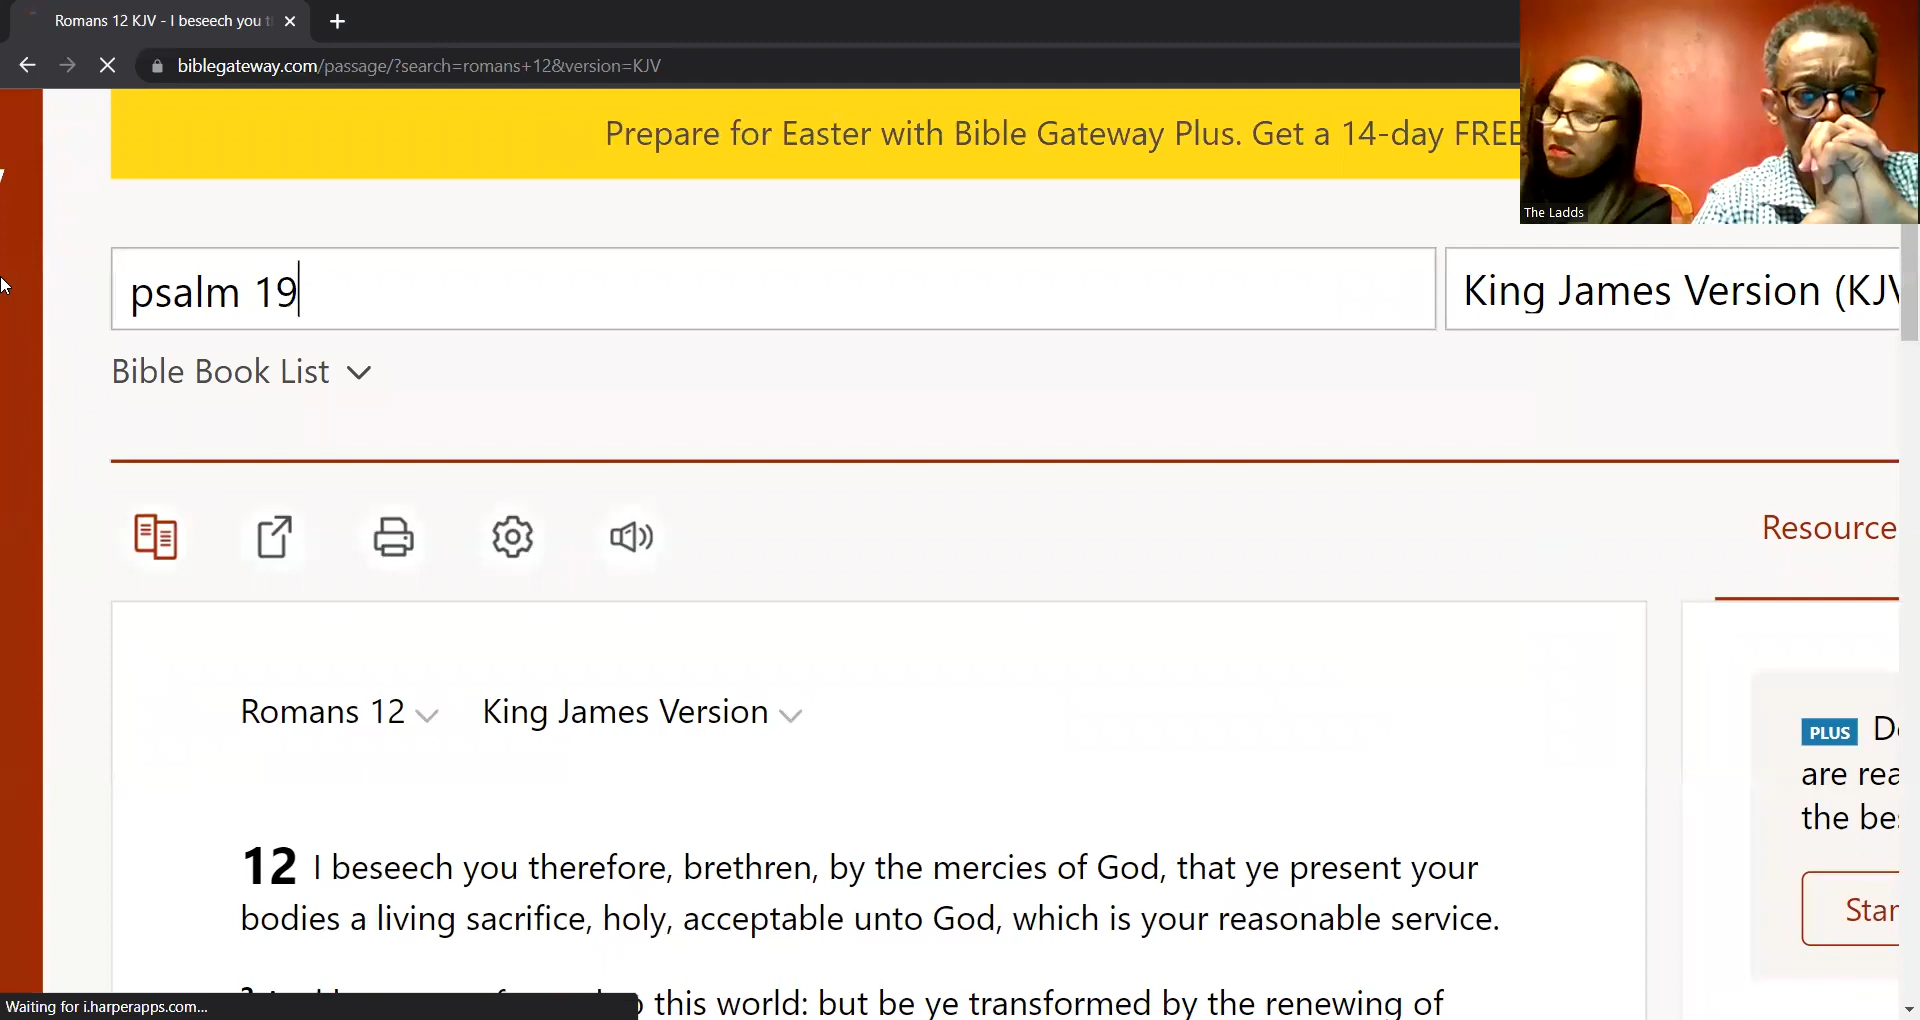 Romans 12 KJV - I beseech you t
biblegateway.com/passage/?search=romans+12&version=KJV
Prepare for Easter with Bible Gateway Plus. Get a 14-day FREE
The Ladds
psalm 19
King James Version (KJV
Bible Book List
Resource
Romans 12
King James Version
PLUS
are rea
the be
Star
12 I beseech you therefore, brethren, by the mercies of God, that ye present your
bodies a living sacrifice, holy, acceptable unto God, which is your reasonable service.
this world: but be ye transformed by the renewing of
Waiting for i.harperapps.com...